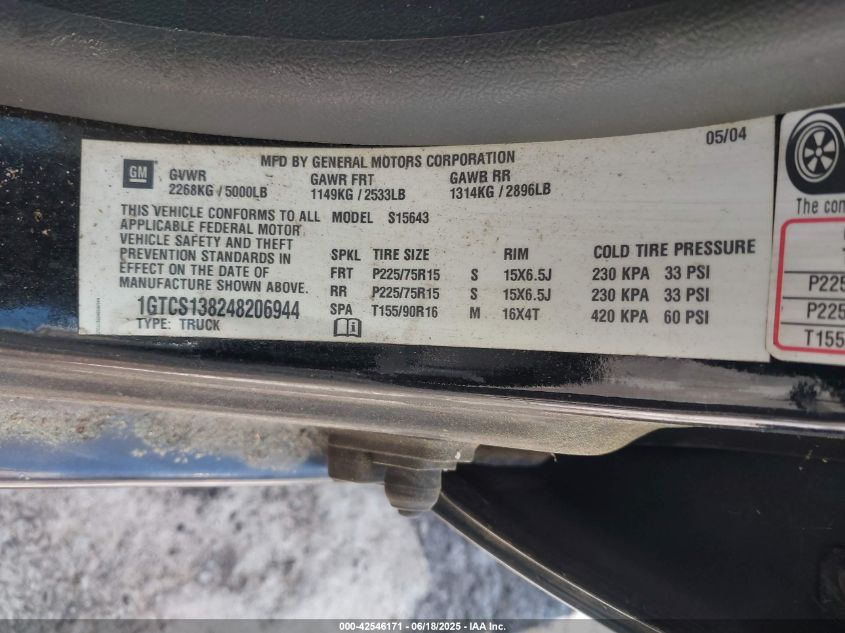 05/04
GM
MFD BY GENERAL MOTORS CORPORATION
GVWR GAWR FRT GAWR RR
2268KG / 5000LB 1149KG / 2533LB 1314KG / 2896LB
THIS VEHICLE CONFORMS TO ALL
APPLICABLE FEDERAL MOTOR
VEHICLE SAFETY AND THEFT
PREVENTION STANDARDS IN
EFFECT ON THE DATE OF
MANUFACTURE SHOWN ABOVE.
1GTCS138248206944
TYPE: TRUCK
MODEL S15643
SPKL TIRE SIZE RIM COLD TIRE PRESSURE
FRT P225/75R15 S 15X6.5J 230 KPA 33 PSI
RR P225/75R15 S 15X6.5J 230 KPA 33 PSI
SPA T155/90R16 M 16X4T 420 KPA 60 PSI
The com
P225
P225
T155
000-42546171 - 06/18/2025 - IAA Inc.